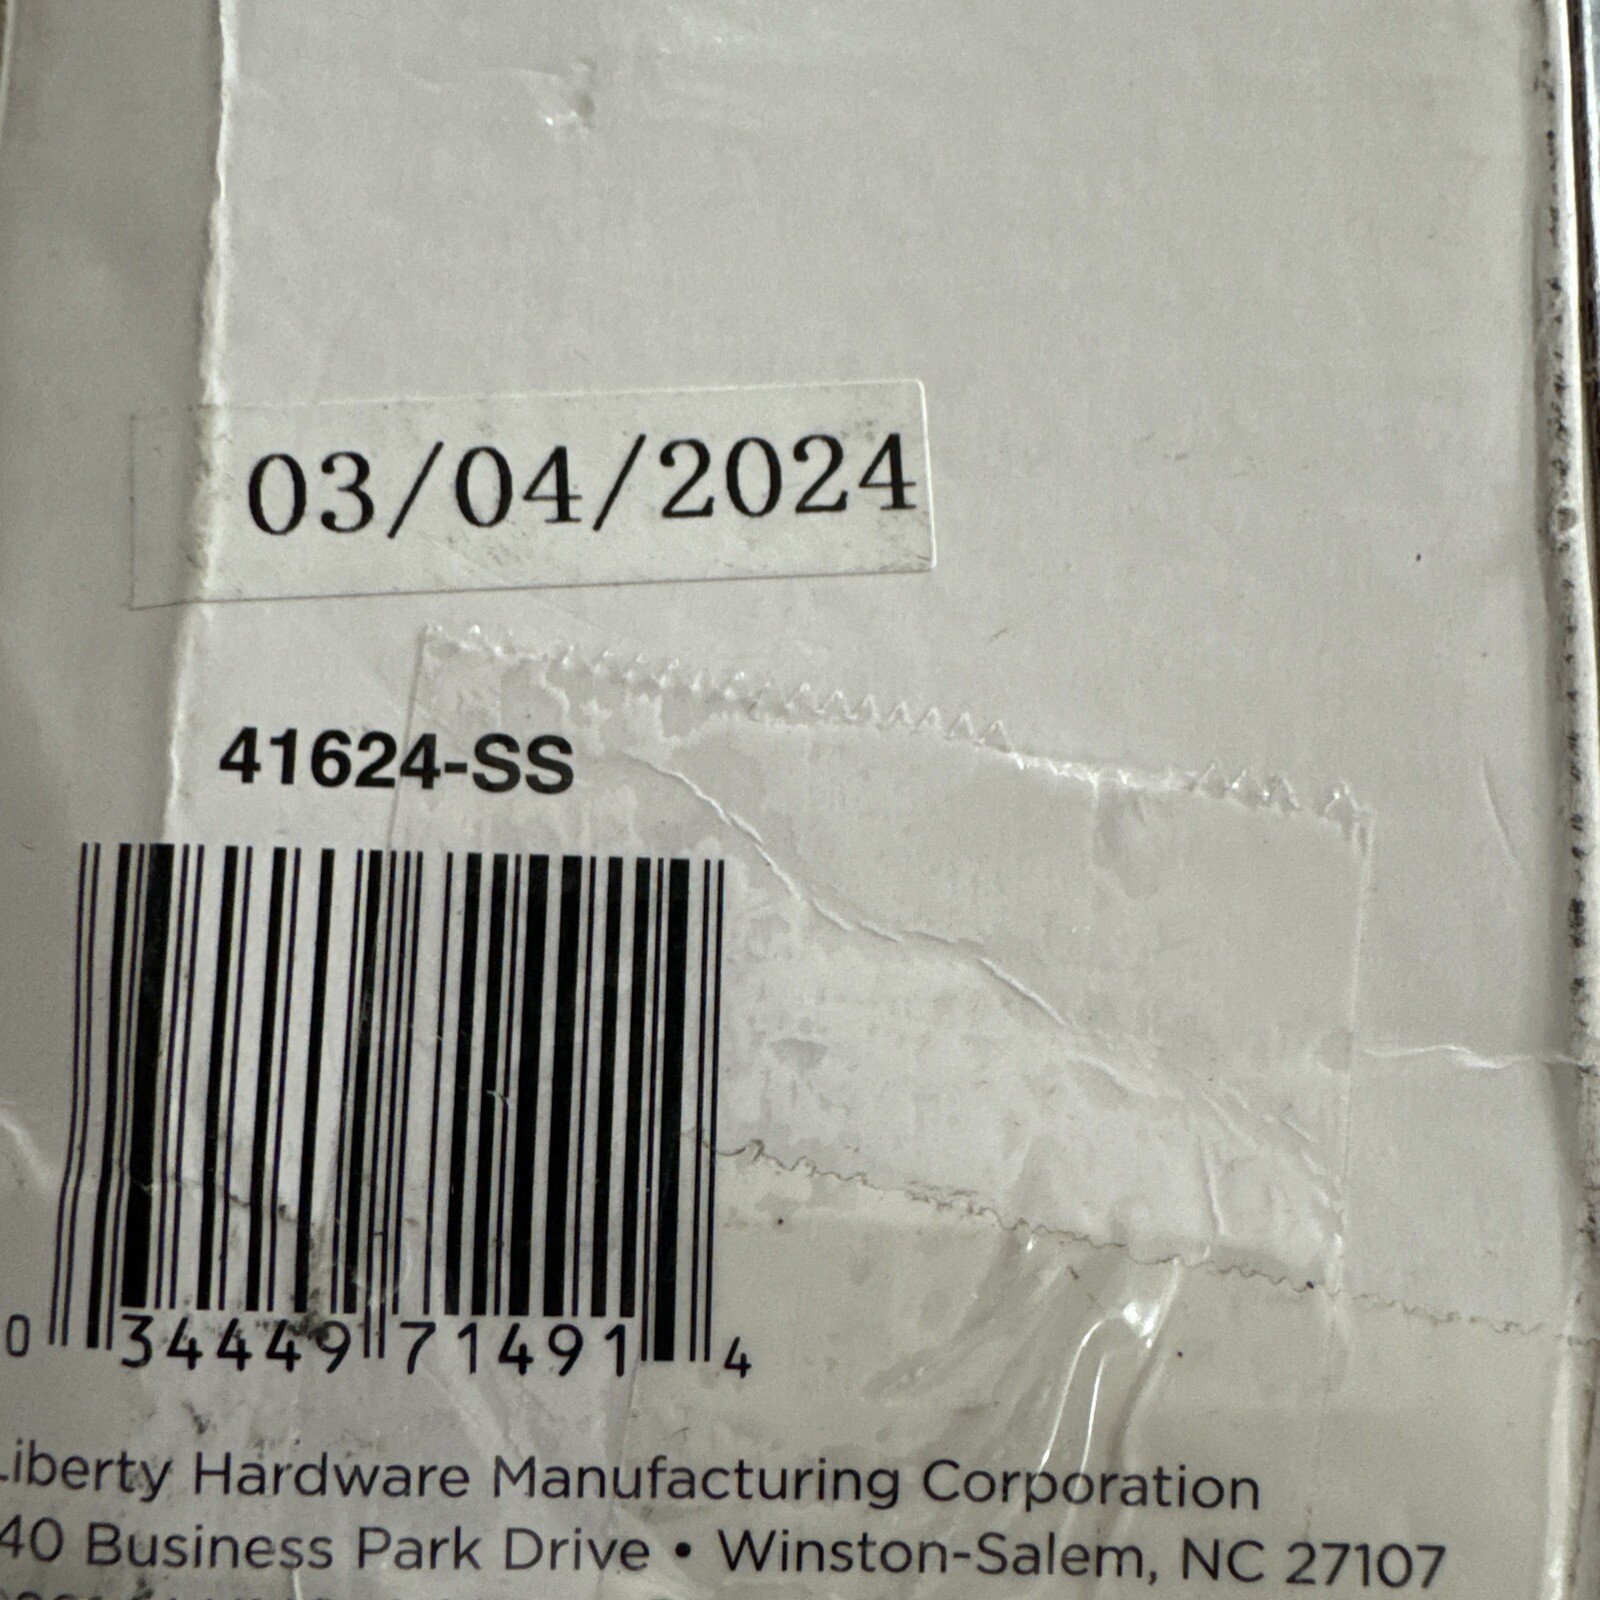 03/04/2024
41624-SS
0 34449 71491 4
Liberty Hardware Manufacturing Corporation
40 Business Park Drive • Winston-Salem, NC 27107